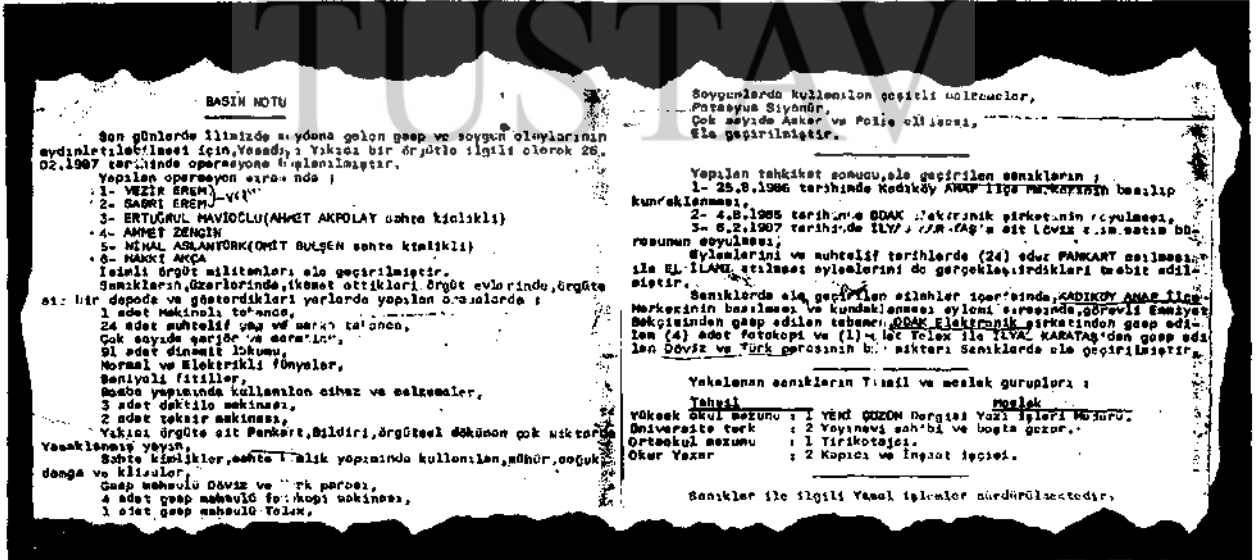 TÜSTAV
BASIN NOTU
Son günlerde ilimizde meydana gelen gasp ve soygun olaylarının
aydınletilebilmesi için,Yasadışı Yıkıcı bir örgütle ilgili olarak 26.
02.1987 tarihinde operasyona başlanılmıştır.
Yapılan operasyon sırasında ;
1- VEZİR EREM
2- SABRİ EREM
3- ERTUĞRUL MAVİOĞLU(AHMET AKPOLAT sahte kimlikli)
4- AHMET ZENGİN
5- NİHAL ASLANTÜRK(ÜMİT BULŞEN sahte kimlikli)
6- HAKKI AKÇA
İsimli örgüt militanları ele geçirilmiştir.
Sanıkların,üzerlerinde,ikamet ettikleri örgüt evlerinde,örgüte
ait bir depoda ve gösterdikleri yerlerde yapılan aramalarda ;
1 adet Makinalı tabanca,
24 adet muhtelif çap ve marka tabanca,
Çok sayıda şarjör ve
91 adet dinamit lokumu,
Normal ve Elektrikli fünyeler,
Saniyeli fitiller,
Bomba yapımında kullanılan cihaz ve malzemeler,
3 adet daktilo makinası,
2 adet teksir makinası,
Yıkıcı örgüte ait Pankart,Bildiri,örgütsel döküman çok miktarda
Yasaklanmış yayın,
Sahte kimlikler,sahte kimlik yapımında kullanılan,mühür,soğuk
damga ve klişeler,
Gasp mahsulü Döviz ve Türk parası,
4 adet gasp mahsulü fotokopi makinası,
1 adet gasp mahsulü Telex,
Soygunlarda kullanılan çeşitli malzemeler,
Potasyum Siyanür,
Çok sayıda Asker ve Polis elbisesi,
Ele geçirilmiştir.
Yapılan tahkikat sonucu,ele geçirilen sanıkların ;
1- 25.8.1986 tarihinde Kadıköy ANAP İlçe Merkezinin basılıp
kundaklanması,
2- 4.8.1986 tarihinde ODAK Elektronik şirketinin soyulması,
3- 6.2.1987 tarihinde İLYAS KARATAŞ'a ait Döviz alım satım bü-
rosunun soyulması,
Eylemlerini ve muhtelif tarihlerde (24) adet PANKART asılması
ile EL İLANI atılması eylemlerini de gerçekleştirdikleri tesbit edil-
miştir.
Sanıklarda ele geçirilen silahlar içerisinde,KADIKÖY ANAP İlçe
Merkezinin basılması ve kundaklanması eylemi sırasında,görevli Emniyet
Bekçisinden gasp edilen tabanca,ODAK Elektronik şirketinden gasp edi-
len (4) adet fotokopi ve (1) adet Telex ile İLYAS KARATAŞ'dan gasp edi
len Döviz ve Türk parasının bir miktarı Sanıklarda ele geçirilmiştir.
Yakalanan sanıkların Tahsil ve meslek gurupları ;
Tahsil Meslek
Yüksek okul mezunu : 1 YENİ ÇÖZÜM Dergisi Yazı İşleri Müdürü.
Üniversite terk : 2 Yayınevi sahibi ve boşta gezer.
Ortaokul mezunu : 1 Tirikotajcı.
Okur Yazar : 2 Kapıcı ve İnşaat işçisi.
Sanıklar ile ilgili Yasal işlemler sürdürülmektedir.